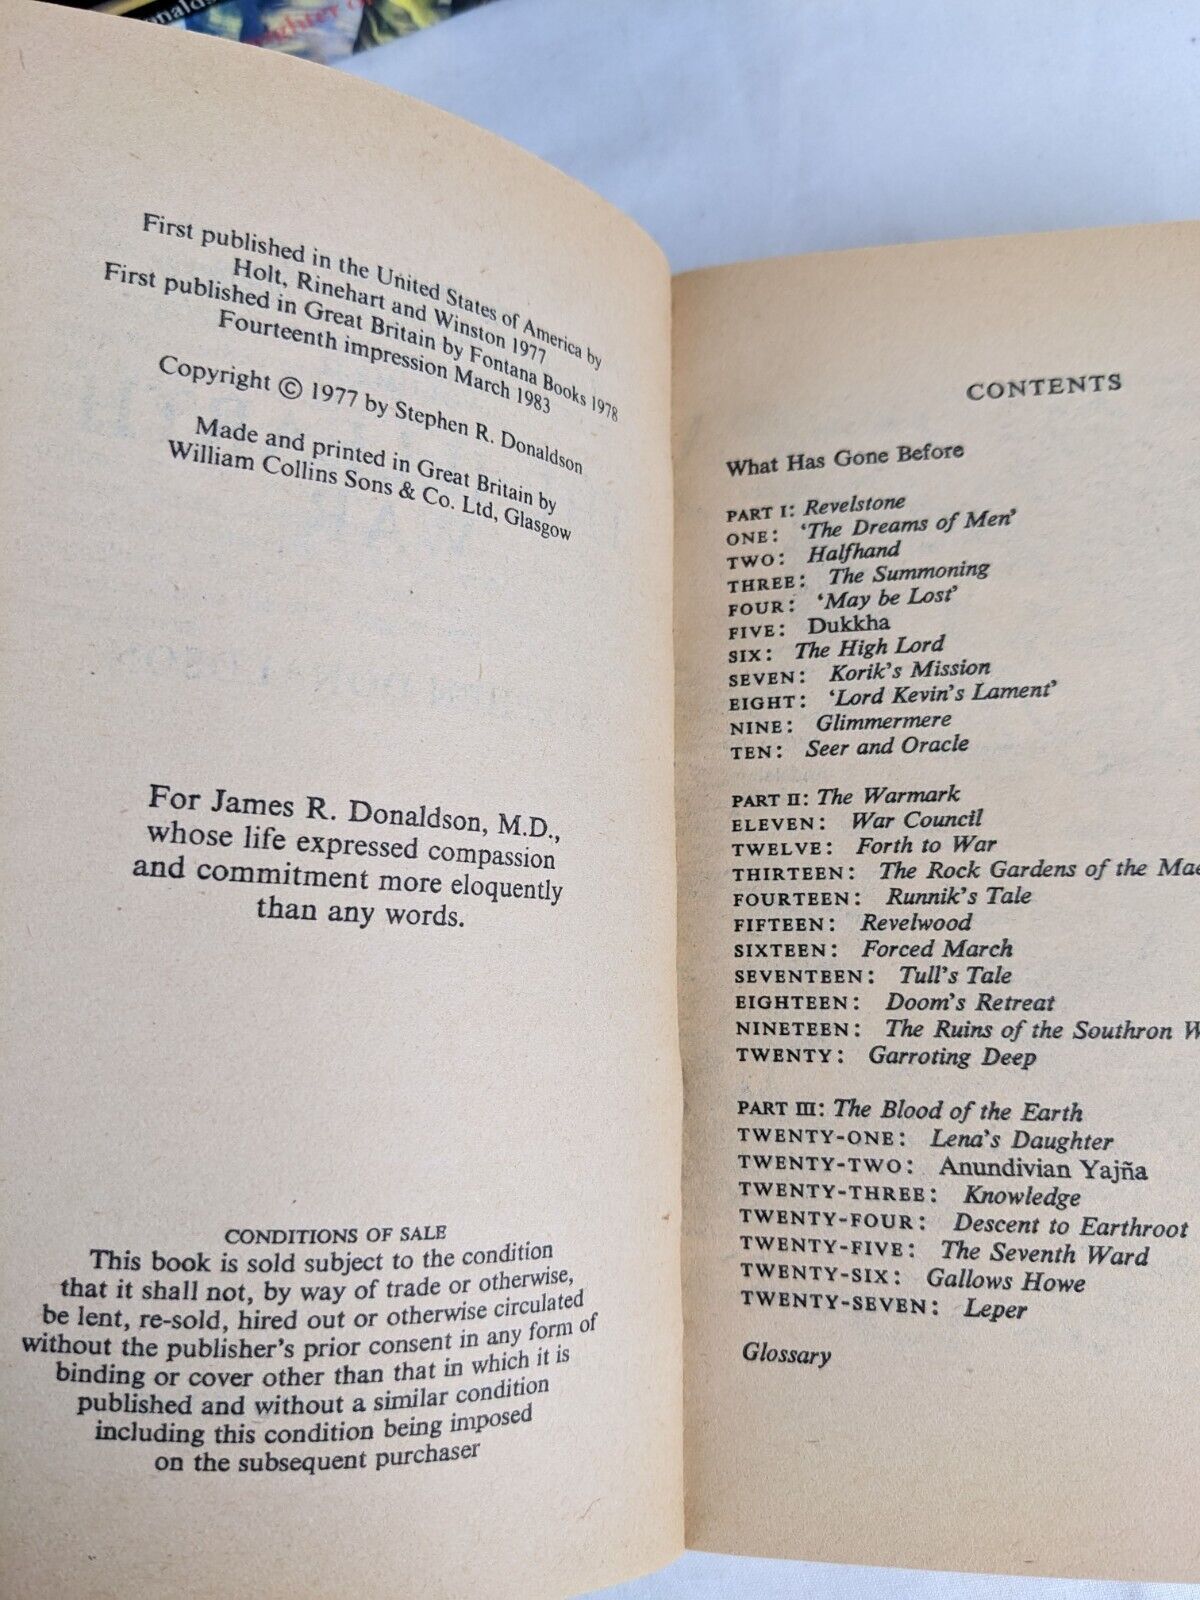 First published in the United States of America by
Holt, Rinehart and Winston 1977
First published in Great Britain by Fontana Books 1978
Fourteenth impression March 1983
Copyright © 1977 by Stephen R. Donaldson
Made and printed in Great Britain by
William Collins Sons & Co. Ltd, Glasgow
For James R. Donaldson, M.D.,
whose life expressed compassion
and commitment more eloquently
than any words.
CONDITIONS OF SALE
This book is sold subject to the condition
that it shall not, by way of trade or otherwise,
be lent, re-sold, hired out or otherwise circulated
without the publisher's prior consent in any form of
binding or cover other than that in which it is
published and without a similar condition
including this condition being imposed
on the subsequent purchaser
CONTENTS
What Has Gone Before
PART I: Revelstone
ONE: 'The Dreams of Men'
TWO: Halfhand
THREE: The Summoning
FOUR: 'May be Lost'
FIVE: Dukkha
SIX: The High Lord
SEVEN: Korik's Mission
EIGHT: 'Lord Kevin's Lament'
NINE: Glimmermere
TEN: Seer and Oracle
PART II: The Warmark
ELEVEN: War Council
TWELVE: Forth to War
THIRTEEN: The Rock Gardens of the
FOURTEEN: Runnik's Tale
FIFTEEN: Revelwood
SIXTEEN: Forced March
SEVENTEEN: Tull's Tale
EIGHTEEN: Doom's Retreat
NINETEEN: The Ruins of the Southron
TWENTY: Garroting Deep
PART III: The Blood of the Earth
TWENTY-ONE: Lena's Daughter
TWENTY-TWO: Anundivian Yajña
TWENTY-THREE: Knowledge
TWENTY-FOUR: Descent to Earthroot
TWENTY-FIVE: The Seventh Ward
TWENTY-SIX: Gallows Howe
TWENTY-SEVEN: Leper
Glossary